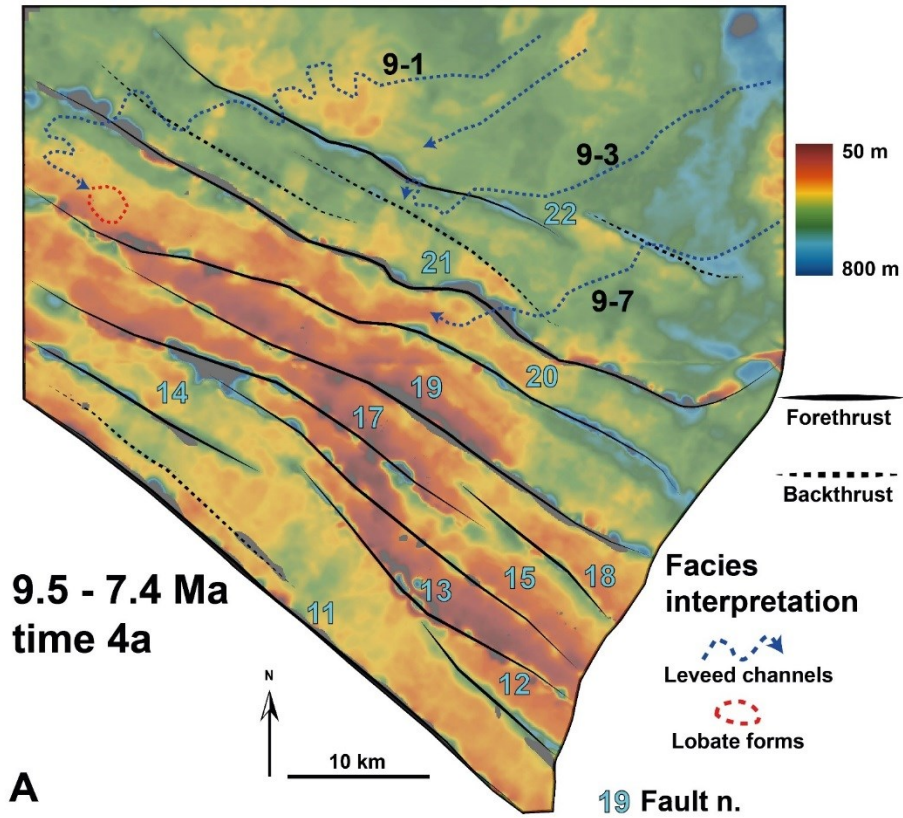 9-1
50 m
9-3
22
800 m
21
9-7
20
14
19
17
Forethrust
Backthrust
9.5 - 7.4 Ma
time 4a
15
18
13
11
12
Facies
interpretation
Leveed channels
Lobate forms
N
10 km
A
19 Fault n.